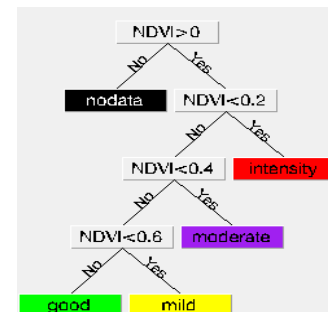 NDVI>0
No Yes
nodata NDVI<0.2
No Yes
NDVI<0.4 intensity
No Yes
NDVI<0.6 moderate
No Yes
good mild